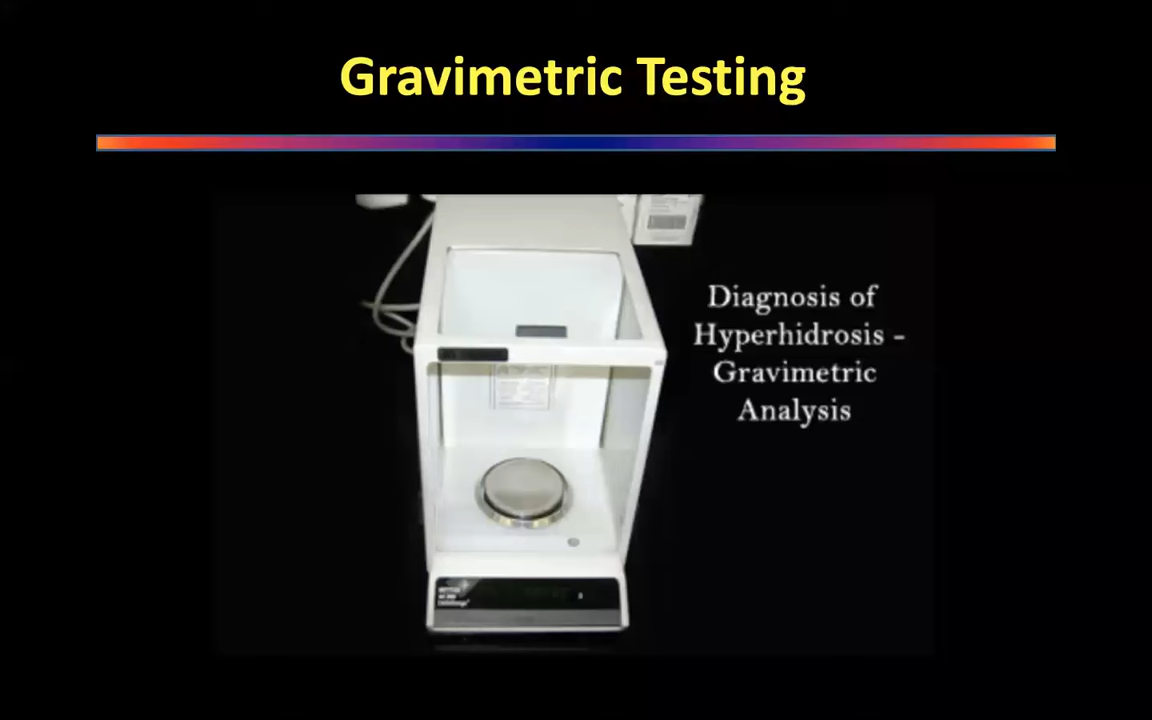 Gravimetric Testing
Diagnosis of
Hyperhidrosis -
Gravimetric
Analysis